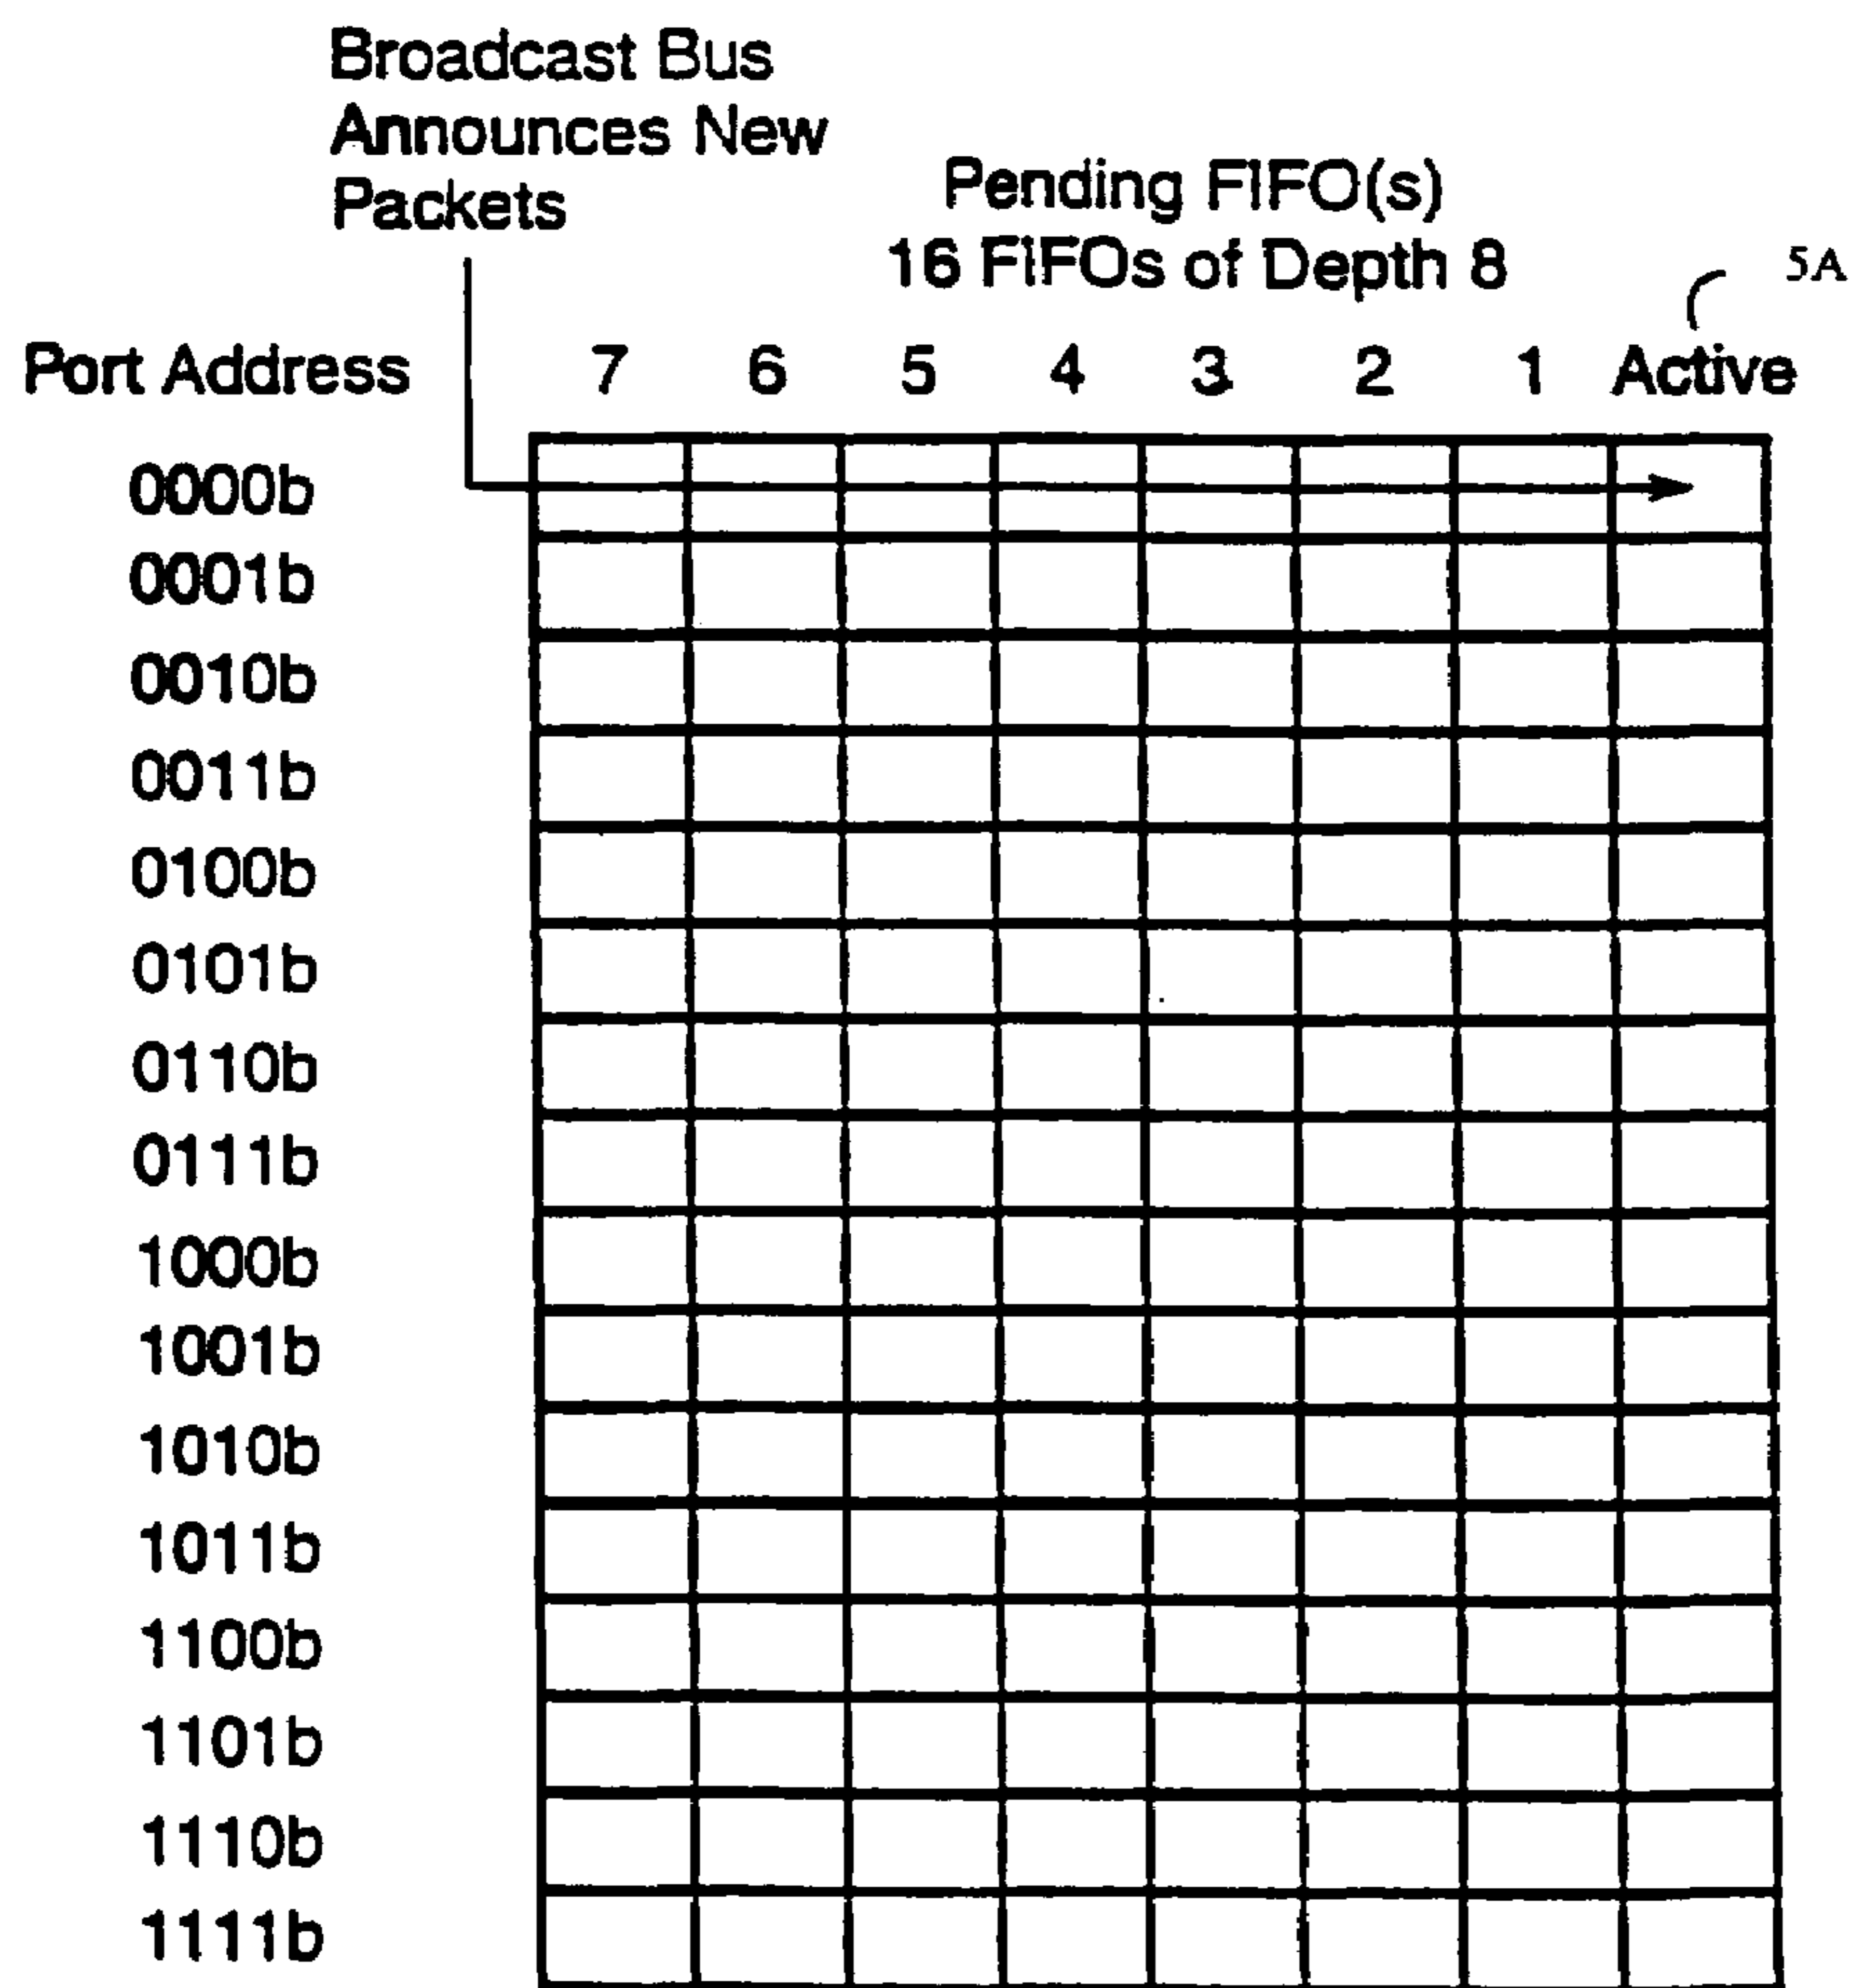 Broadcast Bus
Announces New
Packets
Pending FIFO(s)
16 FIFOs of Depth 8
5A
Port Address 7 6 5 4 3 2 1 Active
0000b
0001b
0010b
0011b
0100b
0101b
0110b
0111b
1000b
1001b
1010b
1011b
1100b
1101b
1110b
1111b